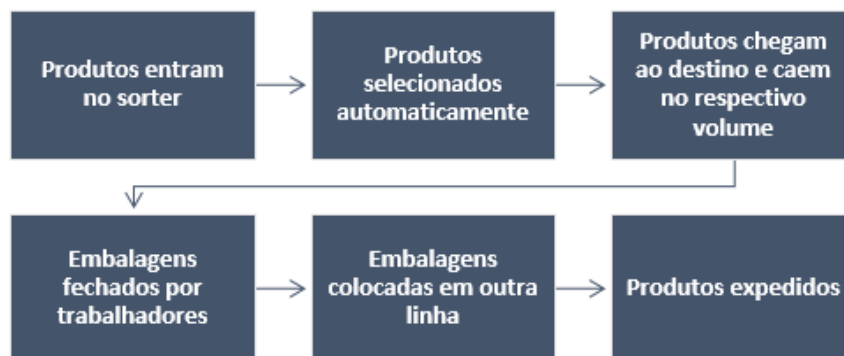 Produtos entram
no sorter
Produtos
selecionados
automaticamente
Produtos chegam
ao destino e caem
no respectivo
volume
Embalagens
fechados por
trabalhadores
Embalagens
colocadas em outra
linha
Produtos expedidos